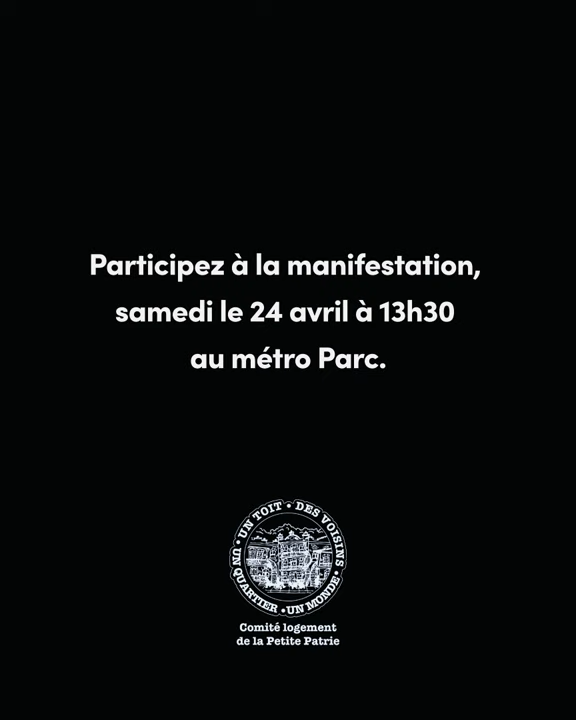 Participez à la manifestation,
samedi le 24 avril à 13h30
au métro Parc.
UN TOIT • DES VOISINS • UN QUARTIER • UN MONDE •
Comité logement
de la Petite Patrie